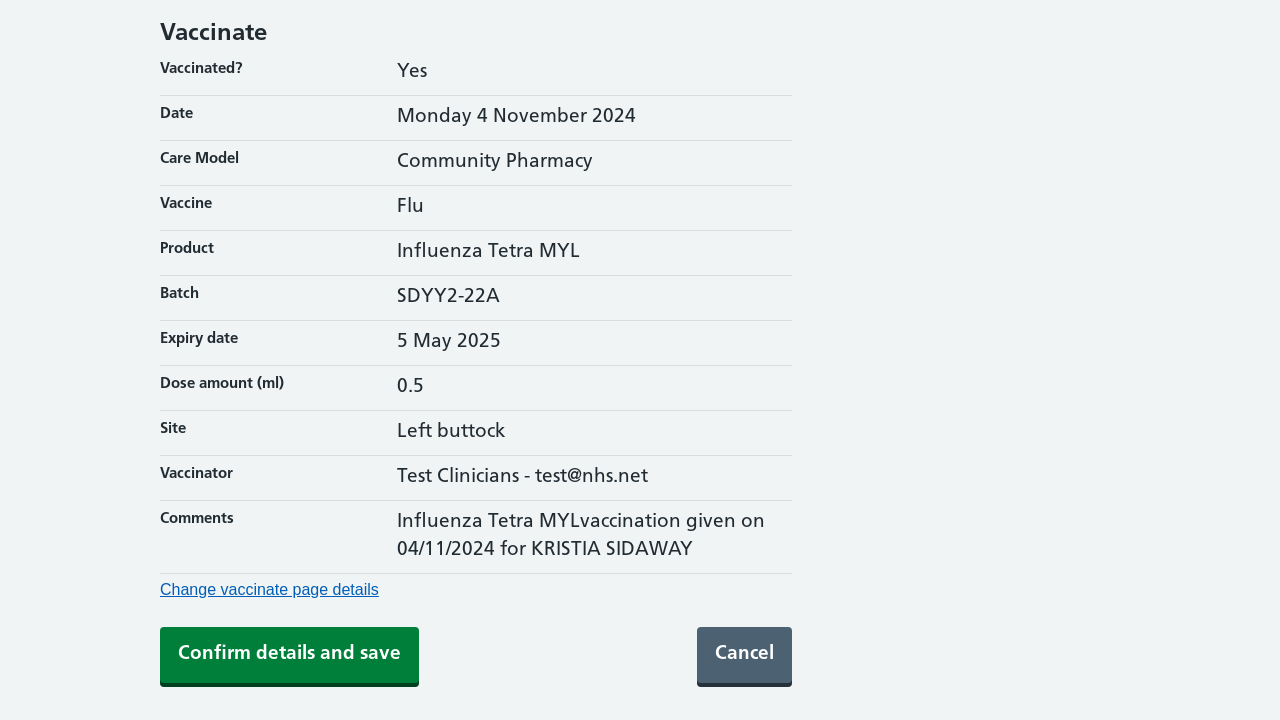 Vaccinate
Vaccinated? Yes
Date Monday 4 November 2024
Care Model Community Pharmacy
Vaccine Flu
Product Influenza Tetra MYL
Batch SDYY2-22A
Expiry date 5 May 2025
Dose amount (ml) 0.5
Site Left buttock
Vaccinator Test Clinicians - test@nhs.net
Comments Influenza Tetra MYLvaccination given on
04/11/2024 for KRISTIA SIDAWAY
Change vaccinate page details
Confirm details and save Cancel